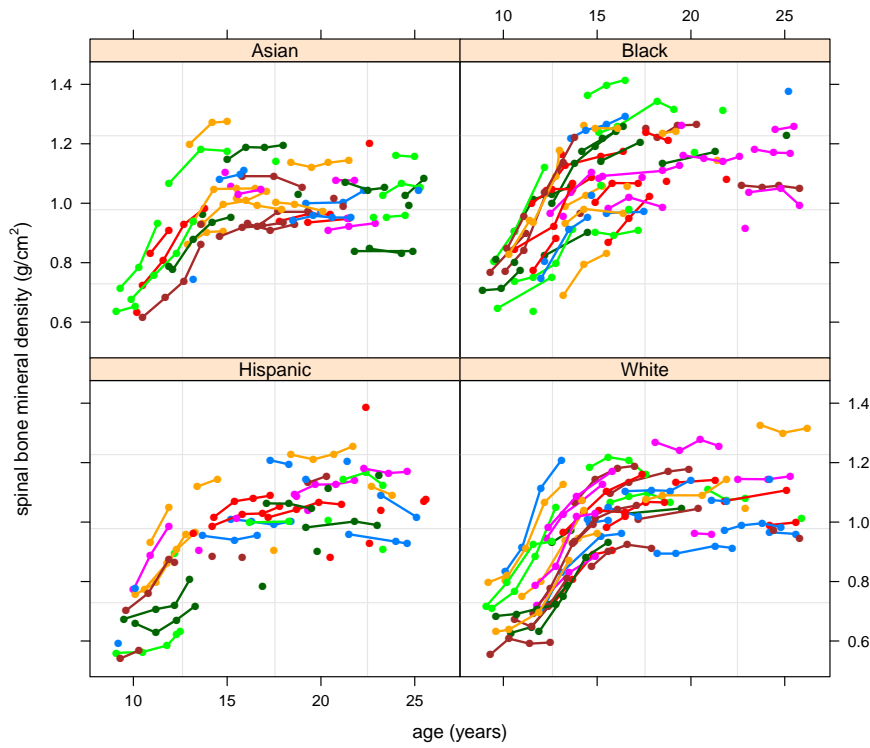 10 15 20 25
Asian Black
1.4
1.2
1.0
0.8
0.6
Hispanic White
1.4
1.2
1.0
0.8
0.6
10 15 20 25
age (years)
spinal bone mineral density (g/cm²)